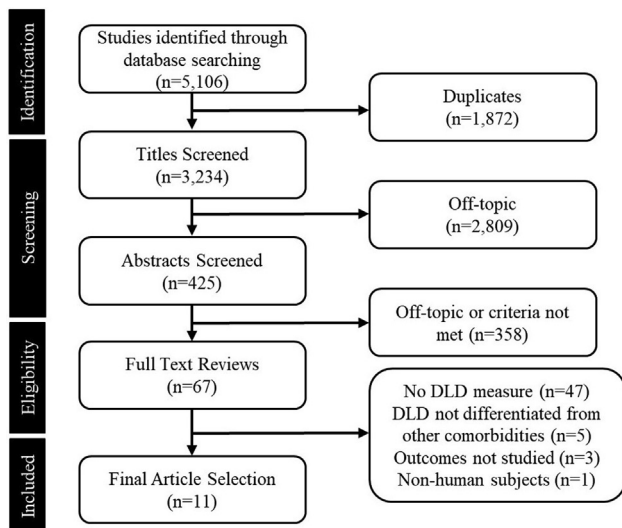 Identification
Studies identified through
database searching
(n=5,106)
Duplicates
(n=1,872)
Screening
Titles Screened
(n=3,234)
Off-topic
(n=2,809)
Abstracts Screened
(n=425)
Off-topic or criteria not
met (n=358)
Eligibility
Full Text Reviews
(n=67)
No DLD measure (n=47)
DLD not differentiated from
other comorbidities (n=5)
Outcomes not studied (n=3)
Non-human subjects (n=1)
Included
Final Article Selection
(n=11)